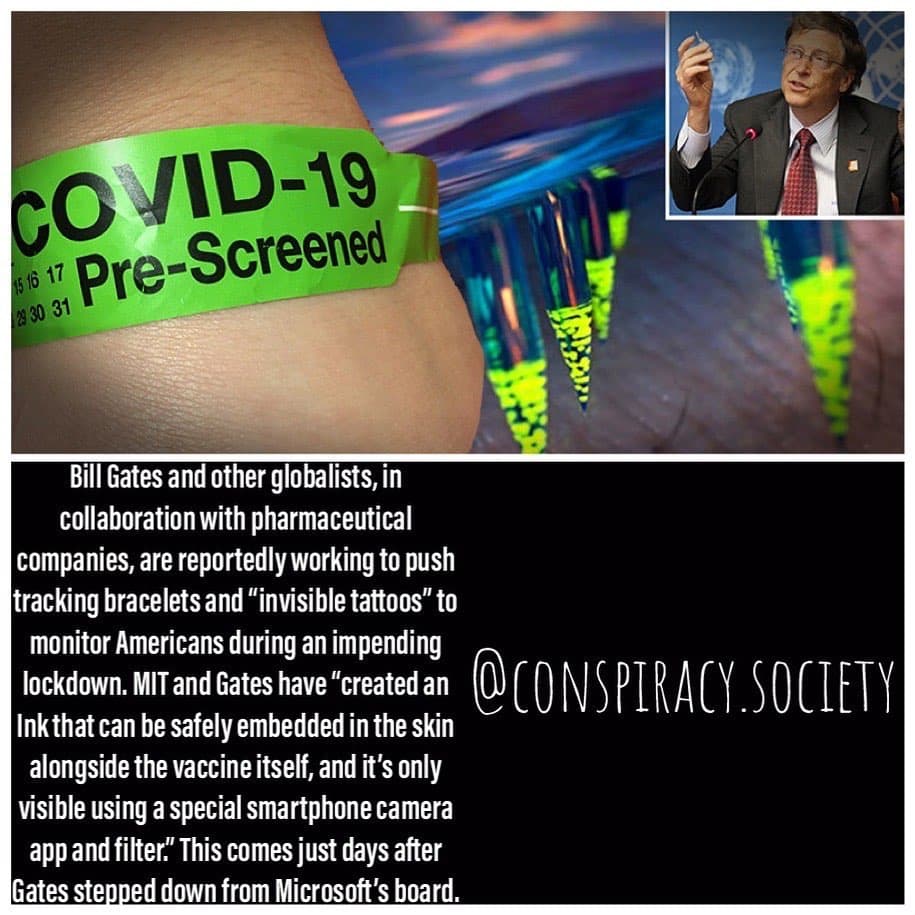 COVID-19
Pre-Screened
15 16 17
29 30 31
Bill Gates and other globalists, in
collaboration with pharmaceutical
companies, are reportedly working to push
tracking bracelets and “invisible tattoos” to
monitor Americans during an impending
lockdown. MIT and Gates have “created an
Ink that can be safely embedded in the skin
alongside the vaccine itself, and it’s only
visible using a special smartphone camera
app and filter.” This comes just days after
Gates stepped down from Microsoft’s board.
@CONSPIRACY.SOCIETY